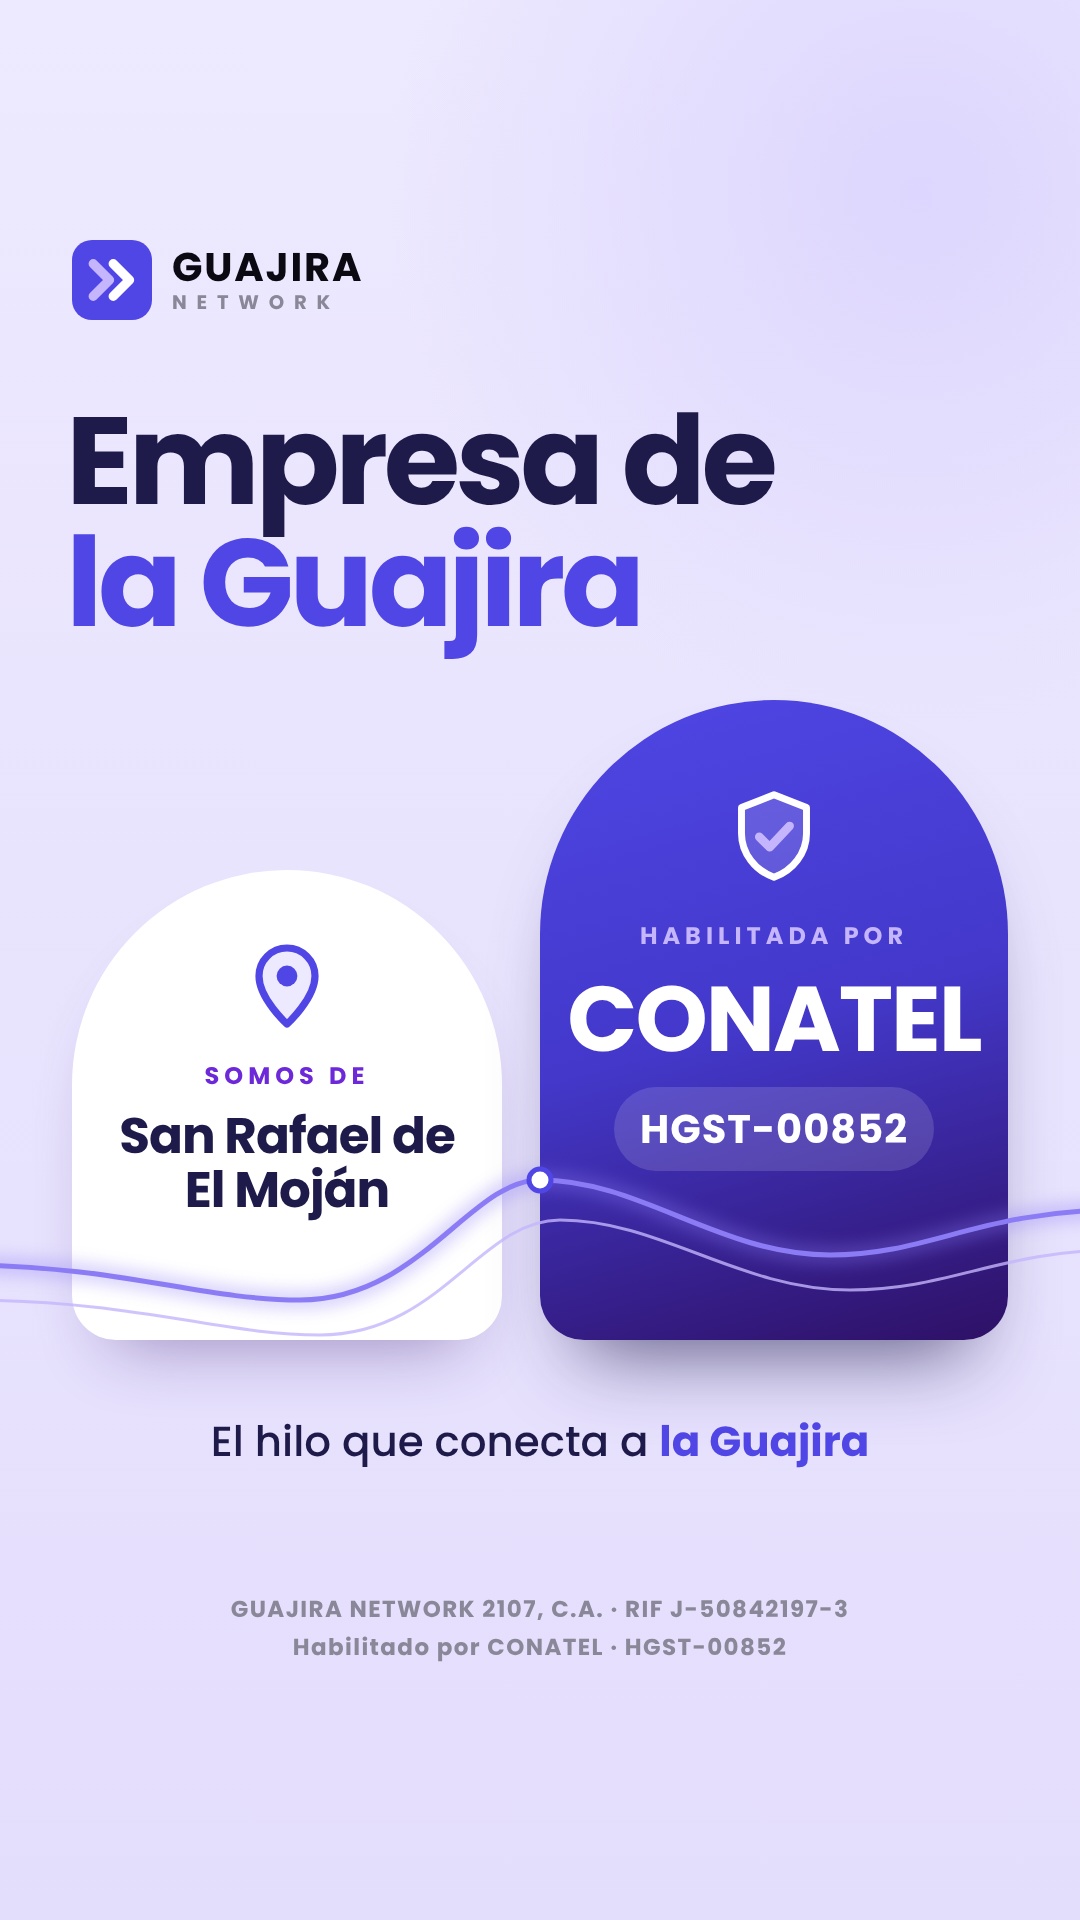 GUAJIRA
NETWORK
Empresa de
la Guajira
SOMOS DE
San Rafael de
El Moján
HABILITADA POR
CONATEL
HGST-00852
El hilo que conecta a la Guajira
GUAJIRA NETWORK 2107, C.A. · RIF J-50842197-3
Habilitado por CONATEL · HGST-00852